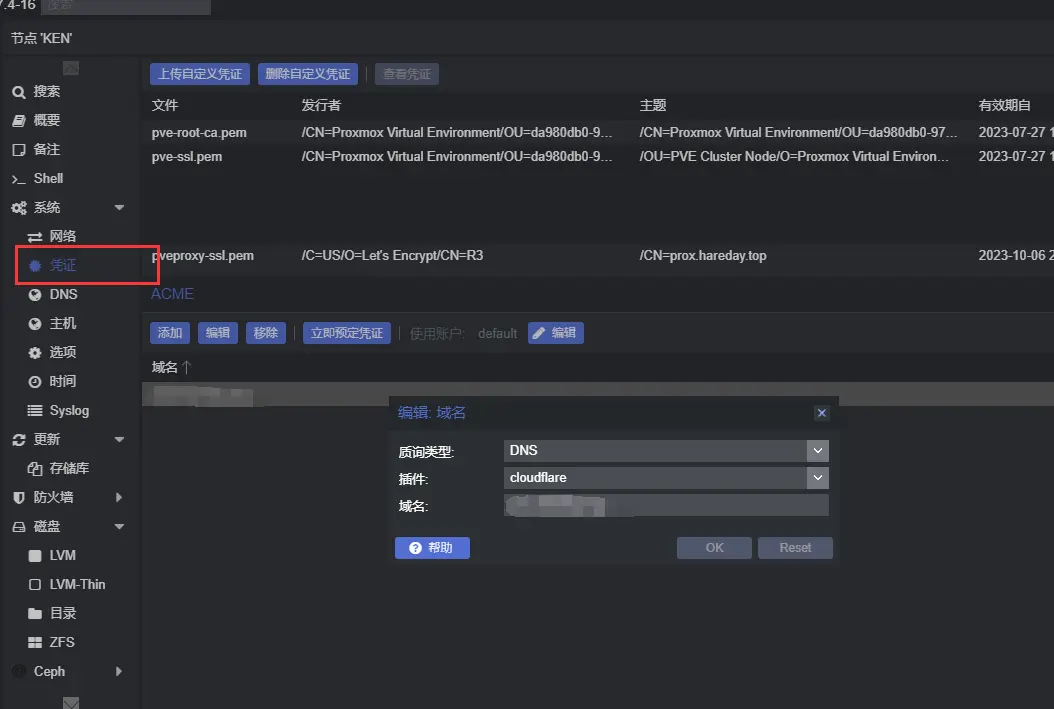 7.4-16 搜索
节点 'KEN'
搜索
概要
备注
Shell
系统
网络
凭证
DNS
主机
选项
时间
Syslog
更新
存储库
防火墙
磁盘
LVM
LVM-Thin
目录
ZFS
Ceph
上传自定义凭证 删除自定义凭证 查看凭证
文件 发行者 主题 有效期自
pve-root-ca.pem /CN=Proxmox Virtual Environment/OU=da980db0-9... /CN=Proxmox Virtual Environment/OU=da980db0-97... 2023-07-27 1
pve-ssl.pem /CN=Proxmox Virtual Environment/OU=da980db0-9... /OU=PVE Cluster Node/O=Proxmox Virtual Environ... 2023-07-27 1
pveproxy-ssl.pem /C=US/O=Let's Encrypt/CN=R3 /CN=prox.hareday.top 2023-10-06 2
ACME
添加 编辑 移除 立即预定凭证 使用账户: default 编辑
域名
编辑: 域名
质询类型: DNS
插件: cloudflare
域名:
帮助 OK Reset